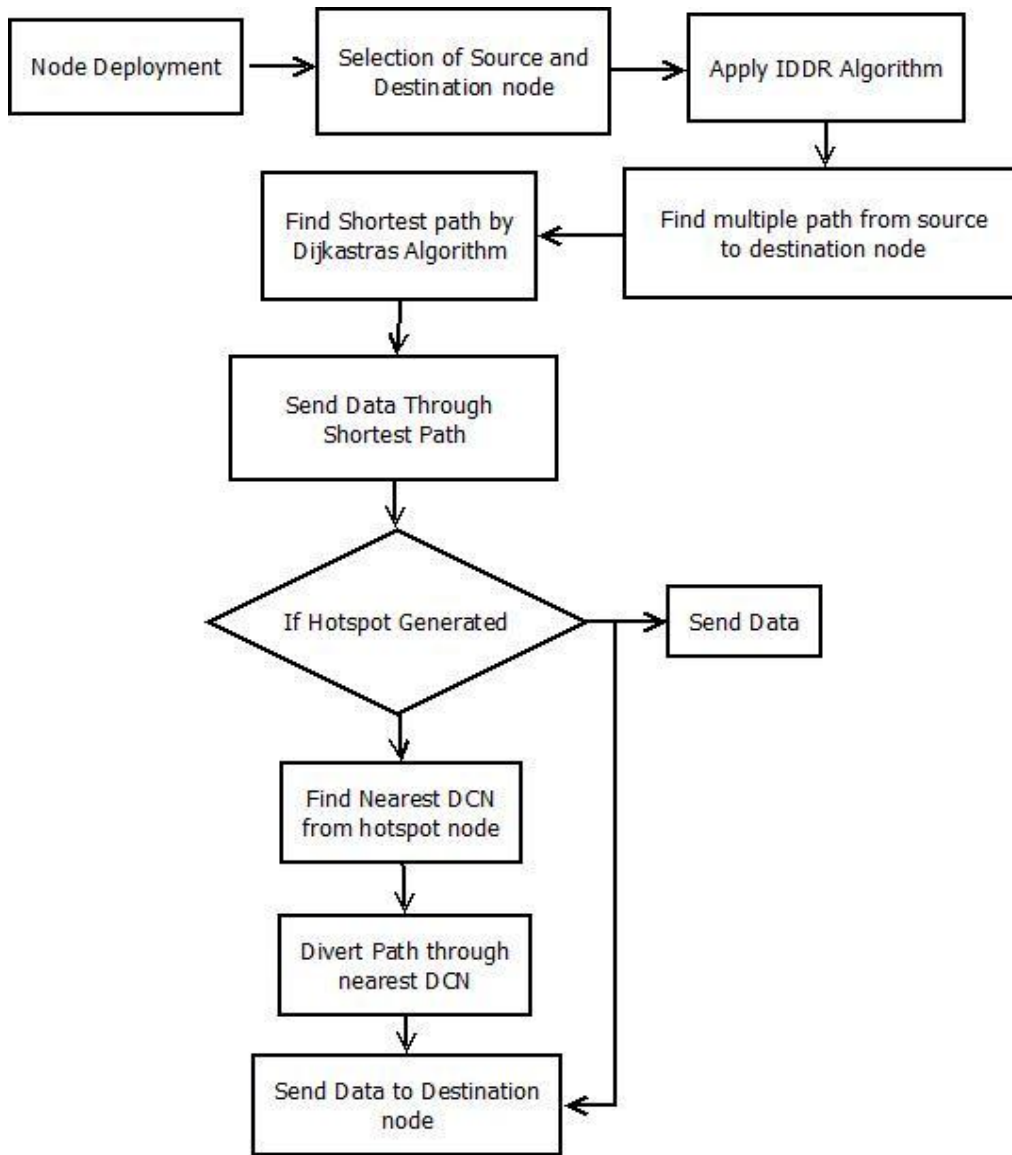 Node Deployment
Selection of Source and
Destination node
Apply IDDR Algorithm
Find multiple path from source
to destination node
Find Shortest path by
Dijkastras Algorithm
Send Data Through
Shortest Path
If Hotspot Generated
Send Data
Find Nearest DCN
from hotspot node
Divert Path through
nearest DCN
Send Data to Destination
node